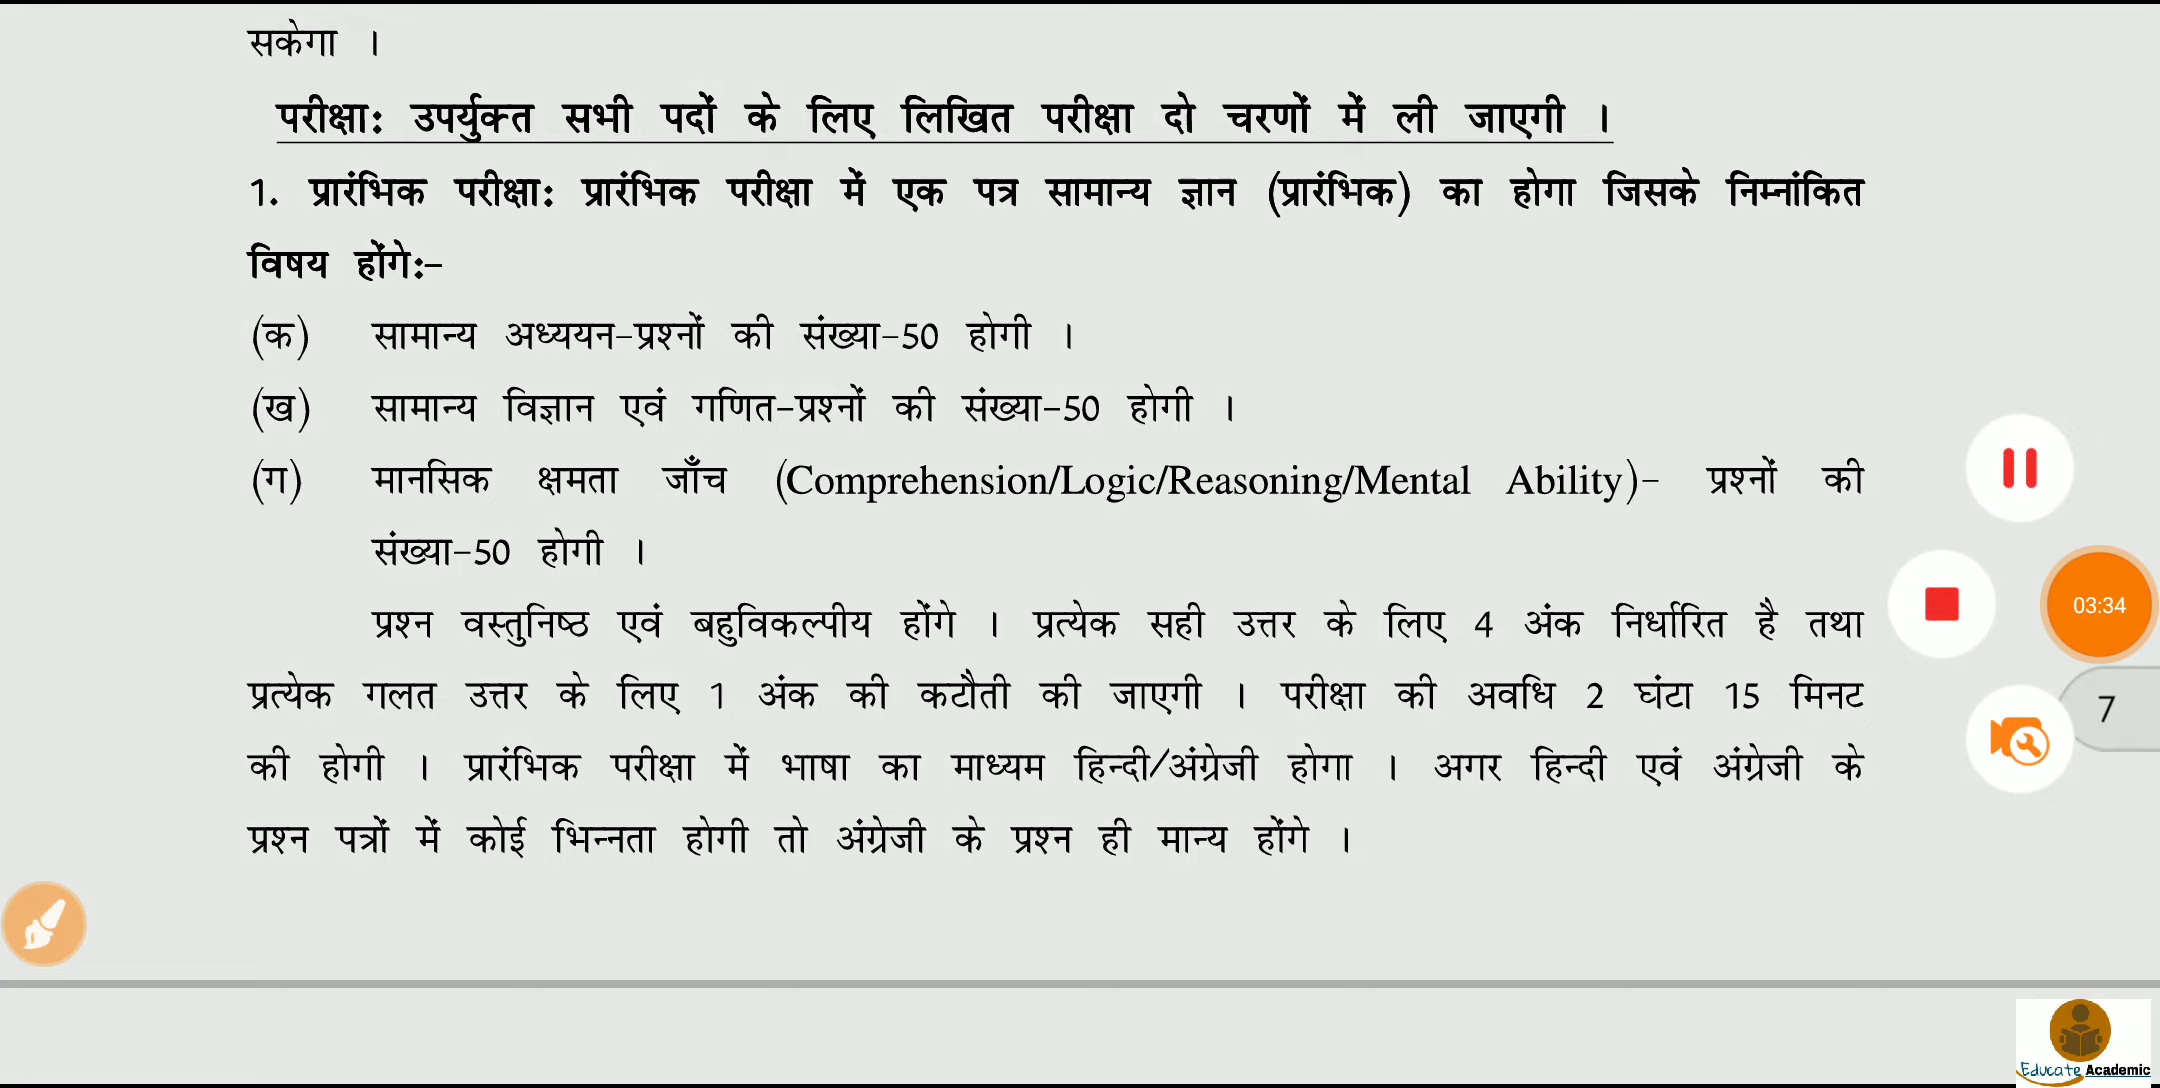 सकेगा ।
परीक्षा: उपर्युक्त सभी पदों के लिए लिखित परीक्षा दो चरणों में ली जाएगी ।
1. प्रारंभिक परीक्षा: प्रारंभिक परीक्षा में एक पत्र सामान्य ज्ञान (प्रारंभिक) का होगा जिसके निम्नांकित
विषय होंगे:-
(क) सामान्य अध्ययन-प्रश्नों की संख्या-50 होगी ।
(ख) सामान्य विज्ञान एवं गणित-प्रश्नों की संख्या-50 होगी ।
(ग) मानसिक क्षमता जाँच (Comprehension/Logic/Reasoning/Mental Ability)- प्रश्नों की
संख्या-50 होगी ।
प्रश्न वस्तुनिष्ठ एवं बहुविकल्पीय होंगे । प्रत्येक सही उत्तर के लिए 4 अंक निर्धारित है तथा
प्रत्येक गलत उत्तर के लिए 1 अंक की कटौती की जाएगी । परीक्षा की अवधि 2 घंटा 15 मिनट
की होगी । प्रारंभिक परीक्षा में भाषा का माध्यम हिन्दी/अंग्रेजी होगा । अगर हिन्दी एवं अंग्रेजी के
प्रश्न पत्रों में कोई भिन्नता होगी तो अंग्रेजी के प्रश्न ही मान्य होंगे ।
03:34
7
Educate Academic